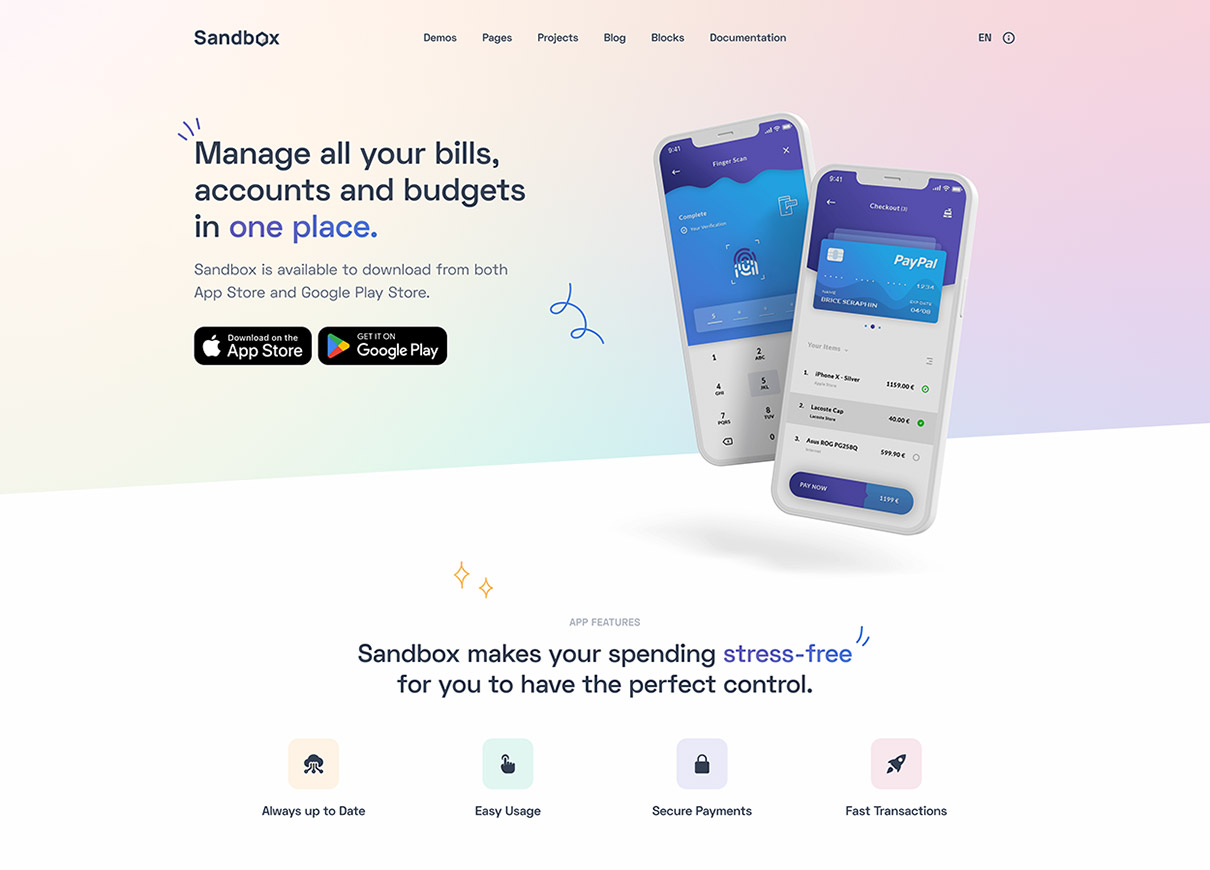 Sandbox
Demos Pages Projects Blog Blocks Documentation
EN
Manage all your bills,
accounts and budgets
in one place.
Sandbox is available to download from both
App Store and Google Play Store.
Download on the
App Store
GET IT ON
Google Play
9:41
Finger Scan
Complete
Your Verification
5
1
2
ABC
4
GHI
5
JKL
7
PQRS
8
TUV
0
9:41
Checkout (3)
PayPal
1234
NAME
BRICE SERAPHIN
EXP DATE
04/08
Your Items
1. iPhone X - Silver 1159.00 €
Apple Store
2. Lacoste Cap 40.00 €
Lacoste Store
3. Asus ROG PG258Q 599.90 €
Internet
PAY NOW 1199 €
APP FEATURES
Sandbox makes your spending stress-free
for you to have the perfect control.
Always up to Date
Easy Usage
Secure Payments
Fast Transactions